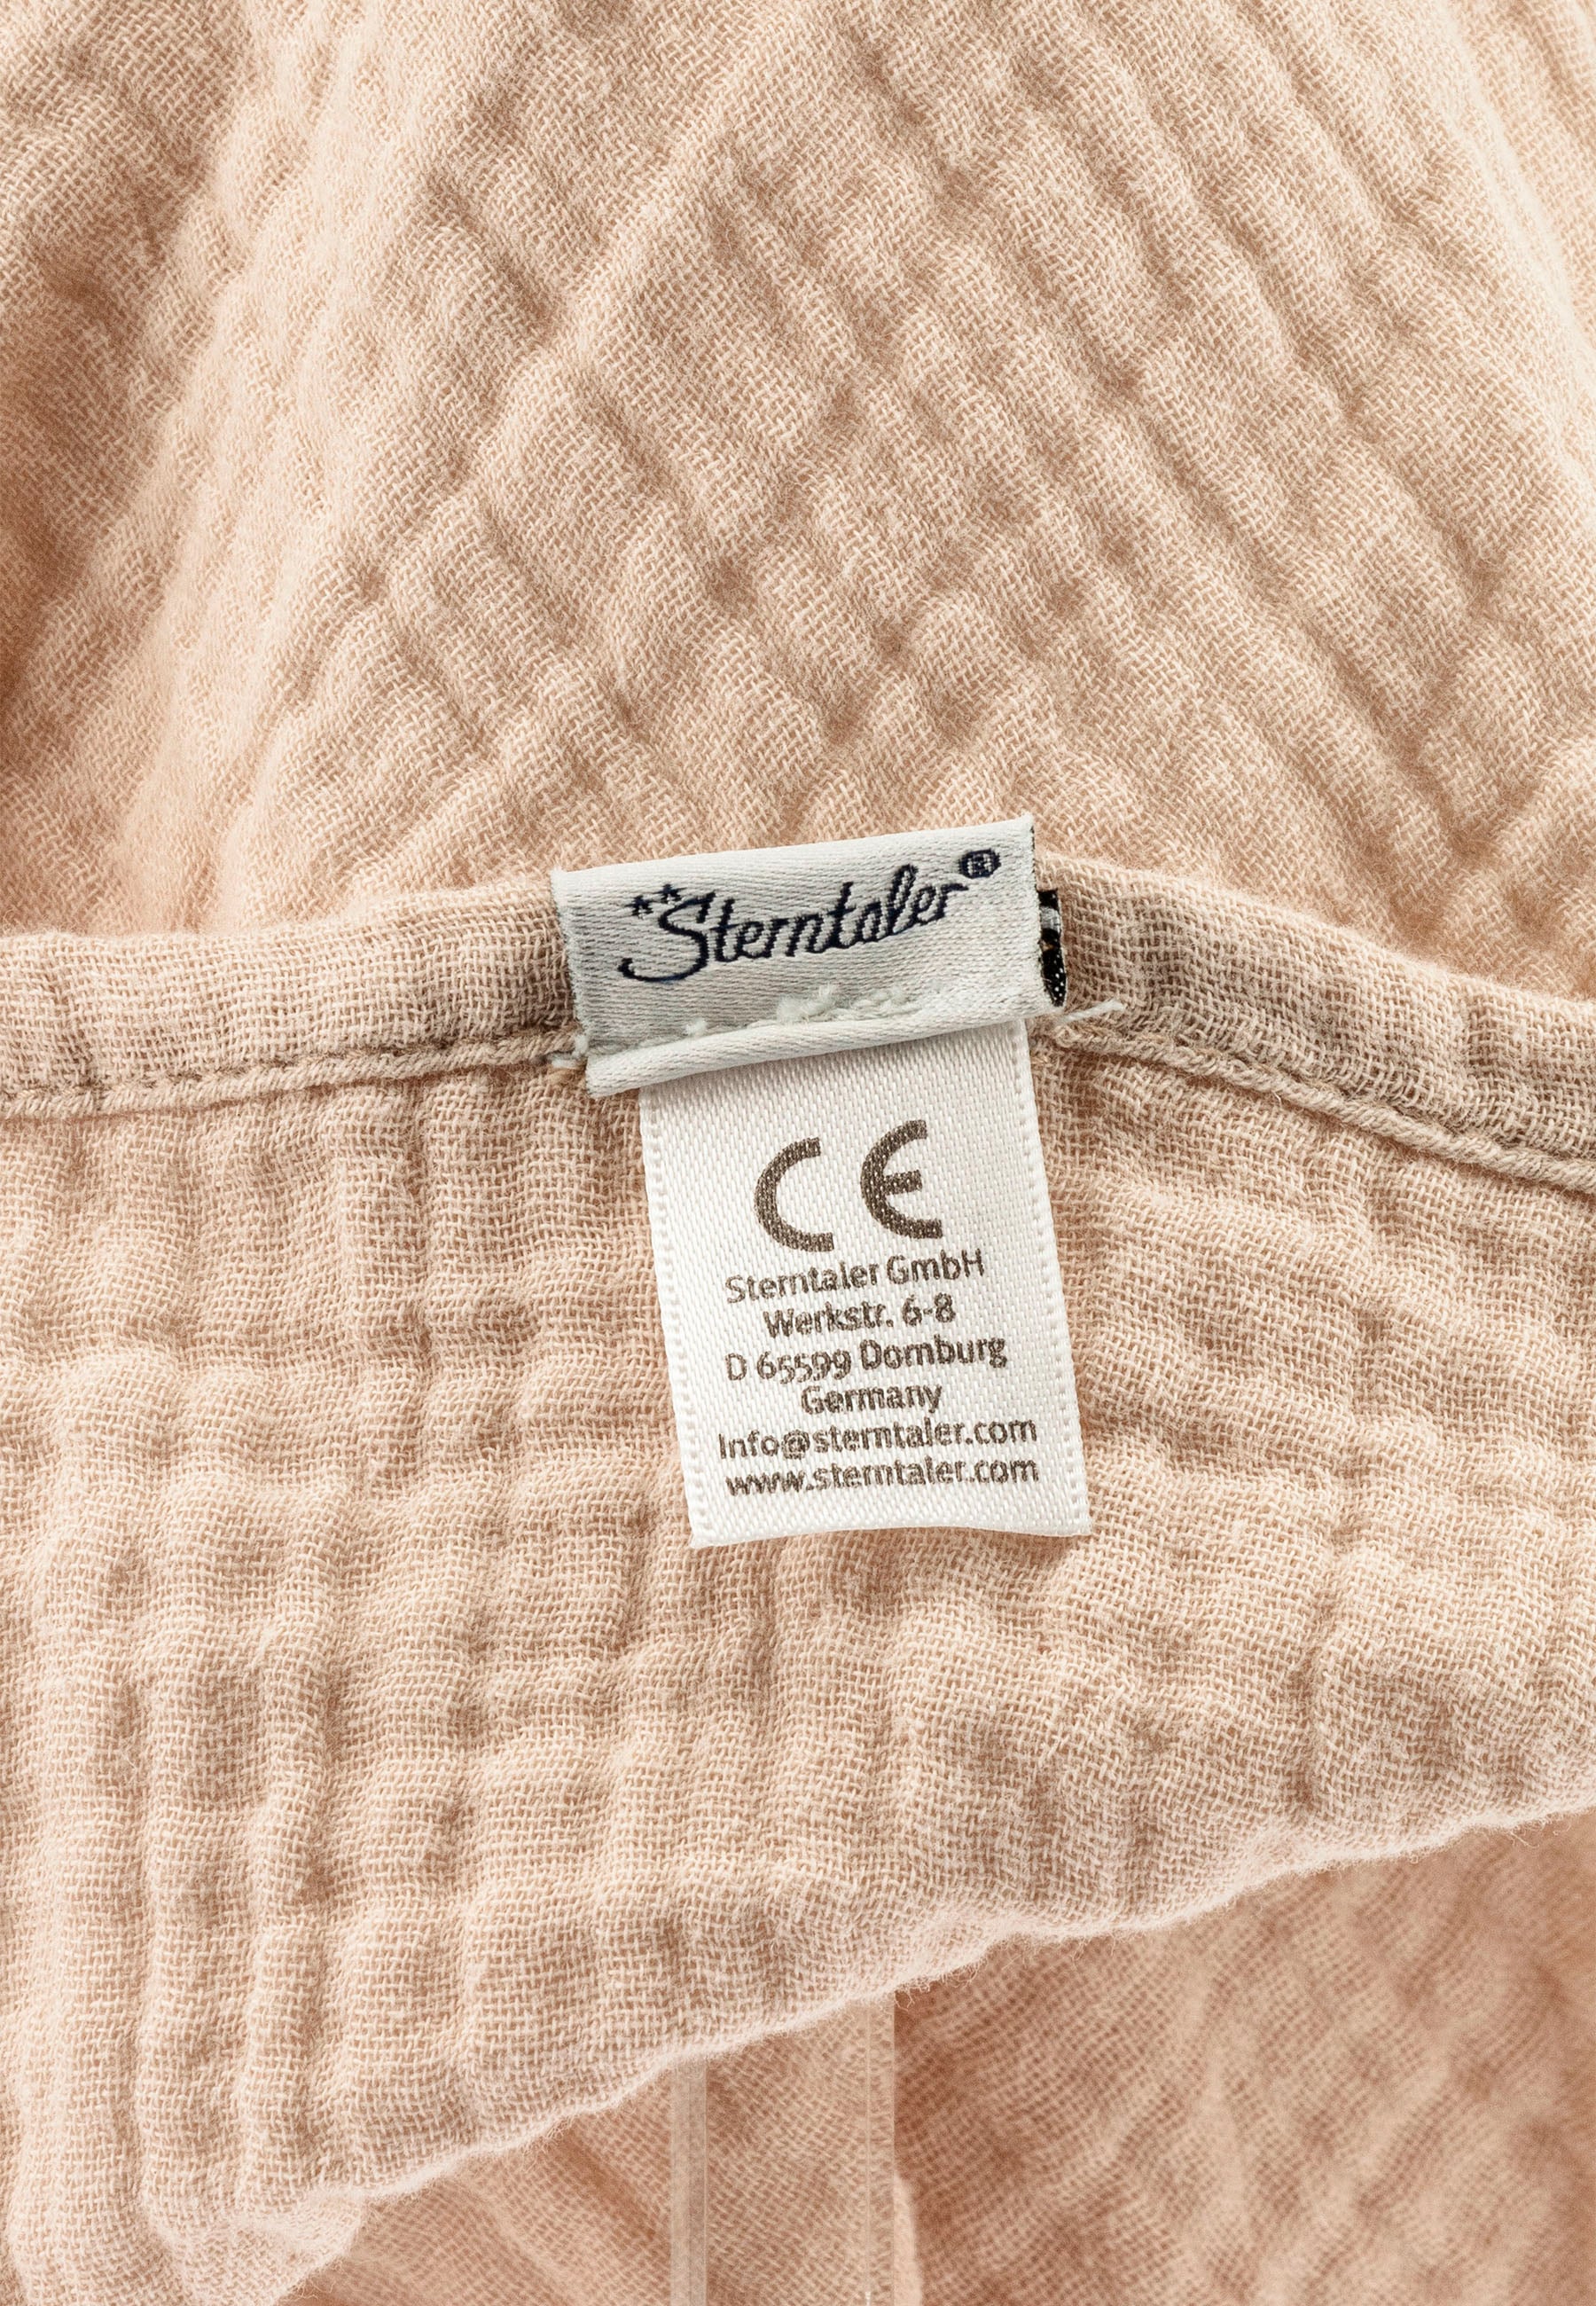 Sterntaler®
CE
Sterntaler GmbH
Werkstr. 6-8
D 65599 Dornburg
Germany
Info@sterntaler.com
www.sterntaler.com